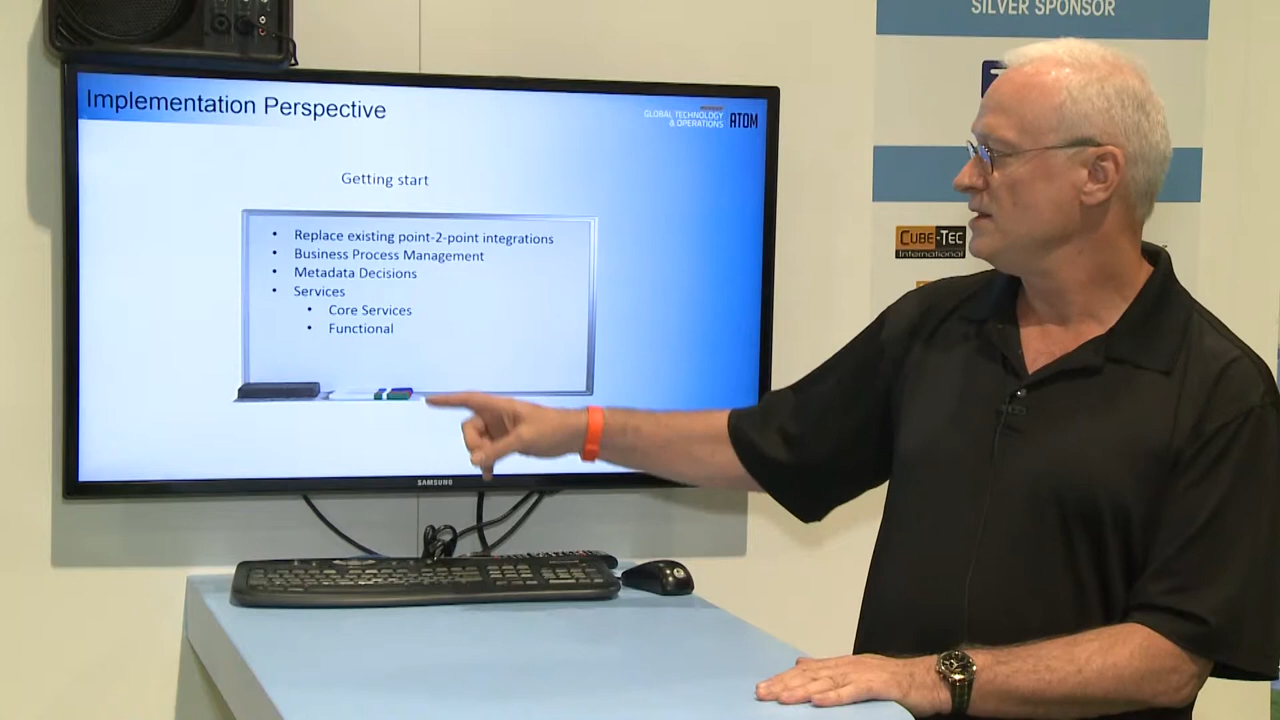 SILVER SPONSOR
Implementation Perspective
GLOBAL TECHNOLOGY
& OPERATIONS
ATOM
Getting start
• Replace existing point-2-point integrations
• Business Process Management
• Metadata Decisions
• Services
• Core Services
• Functional
SAMSUNG
CUBE-TEC
International